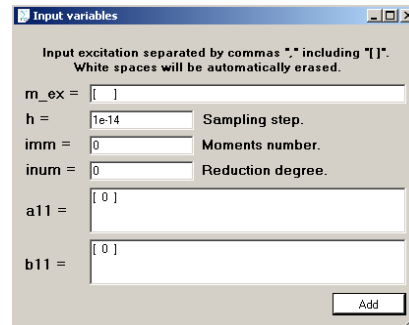 Input variables
Input excitation separated by commas "," including "[ ]".
White spaces will be automatically erased.
m_ex = [ ]
h = 1e-14 Sampling step.
imm = 0 Moments number.
inum = 0 Reduction degree.
a11 = [ 0 ]
b11 = [ 0 ]
Add